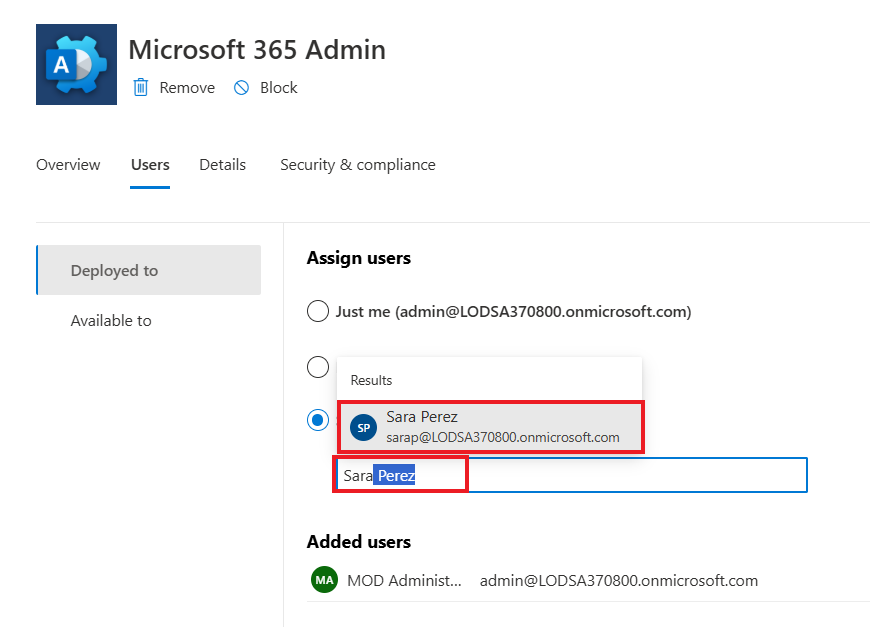 A
Microsoft 365 Admin
Remove Block
Overview Users Details Security & compliance
Deployed to
Available to
Assign users
Just me (admin@LODSA370800.onmicrosoft.com)
Results
SP
Sara Perez
sarap@LODSA370800.onmicrosoft.com
Sara Perez
Added users
MA MOD Administ... admin@LODSA370800.onmicrosoft.com